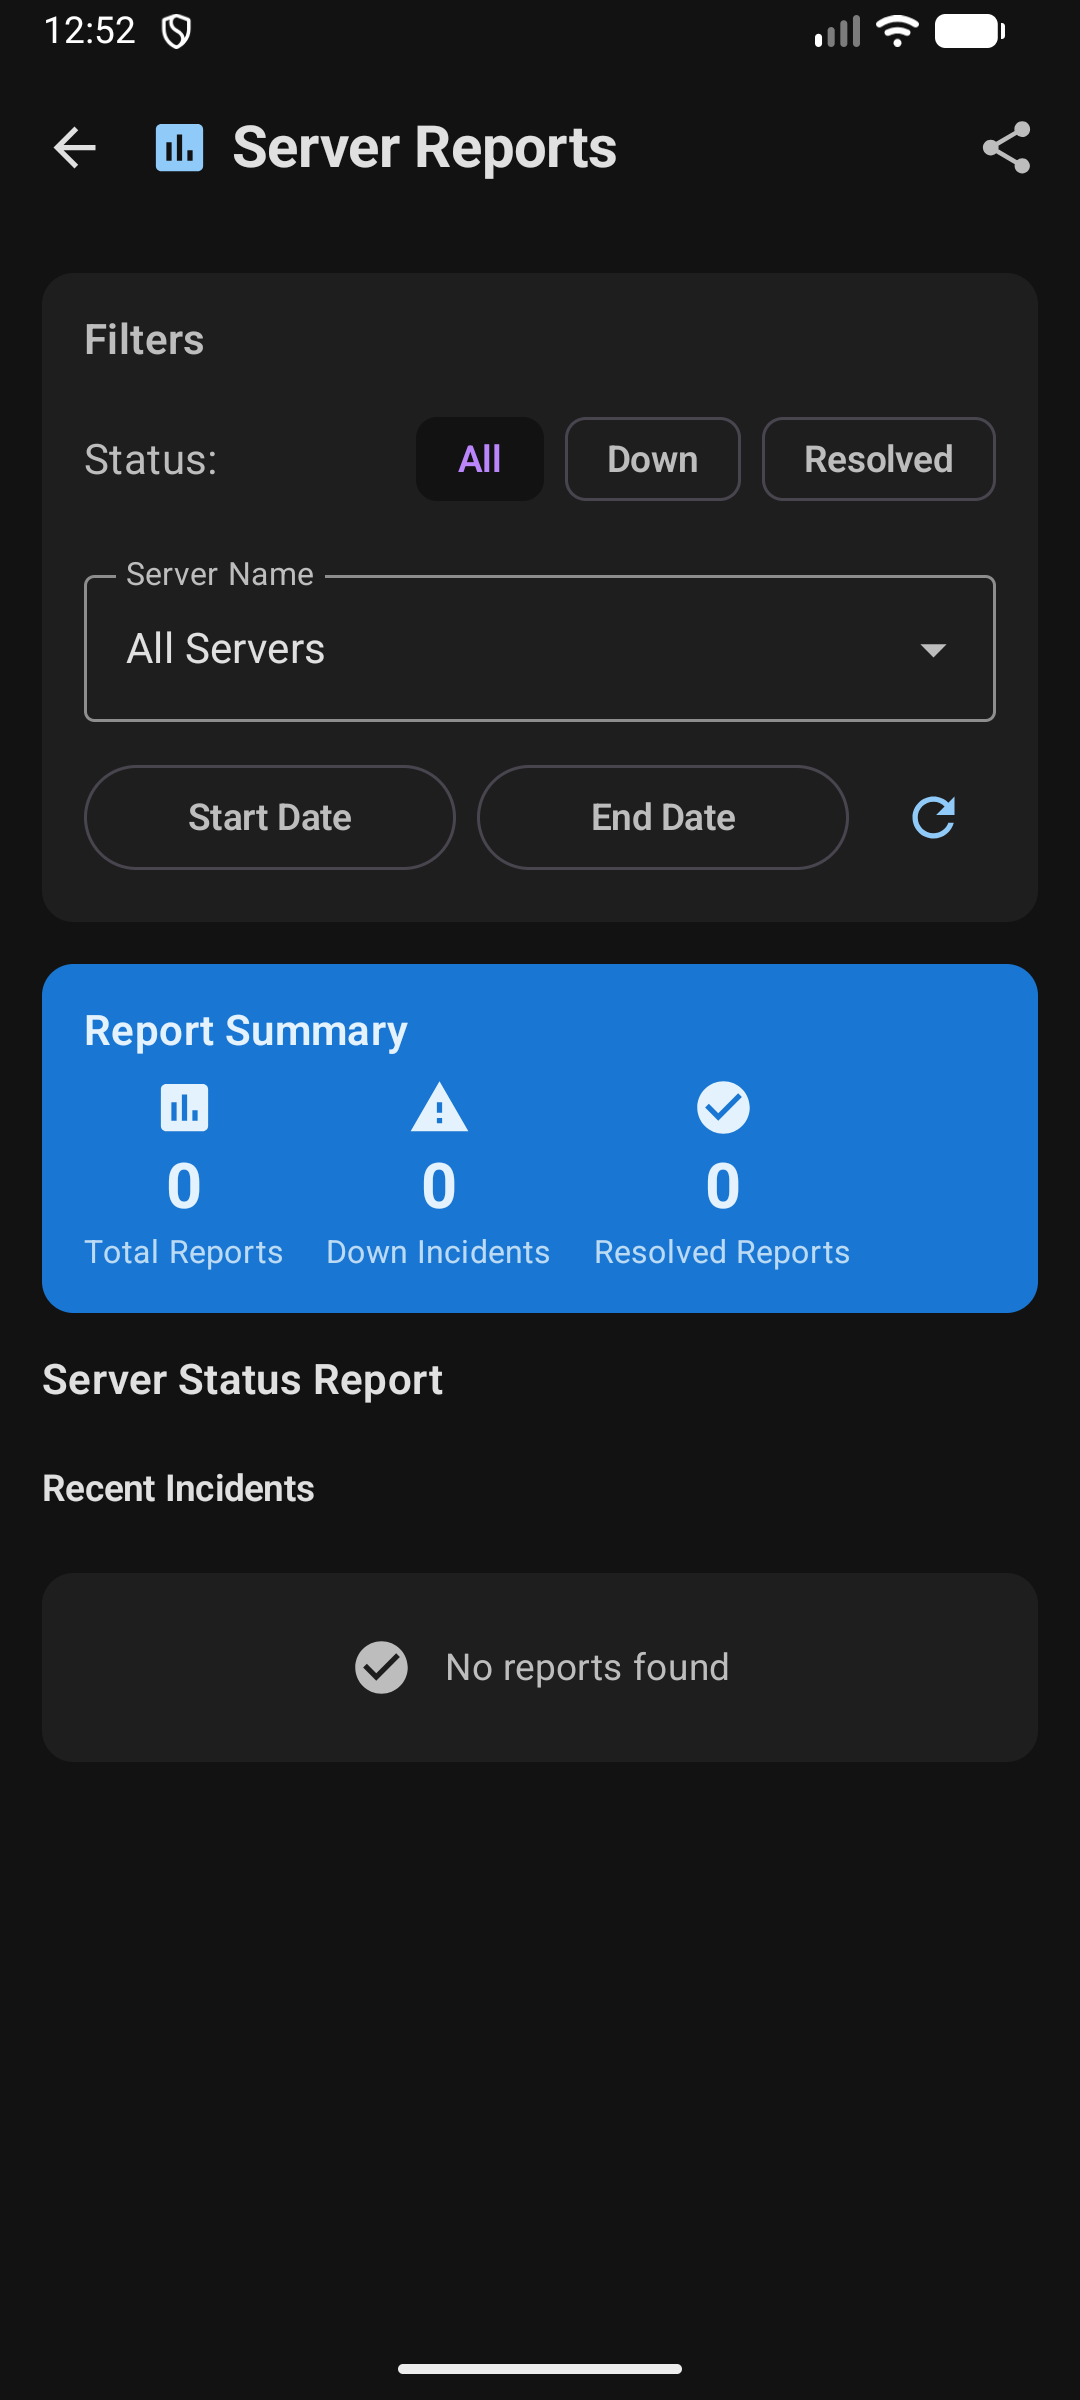 12:52
Server Reports
Filters
Status:
All
Down
Resolved
Server Name
All Servers
Start Date
End Date
Report Summary
0
0
0
Total Reports
Down Incidents
Resolved Reports
Server Status Report
Recent Incidents
No reports found